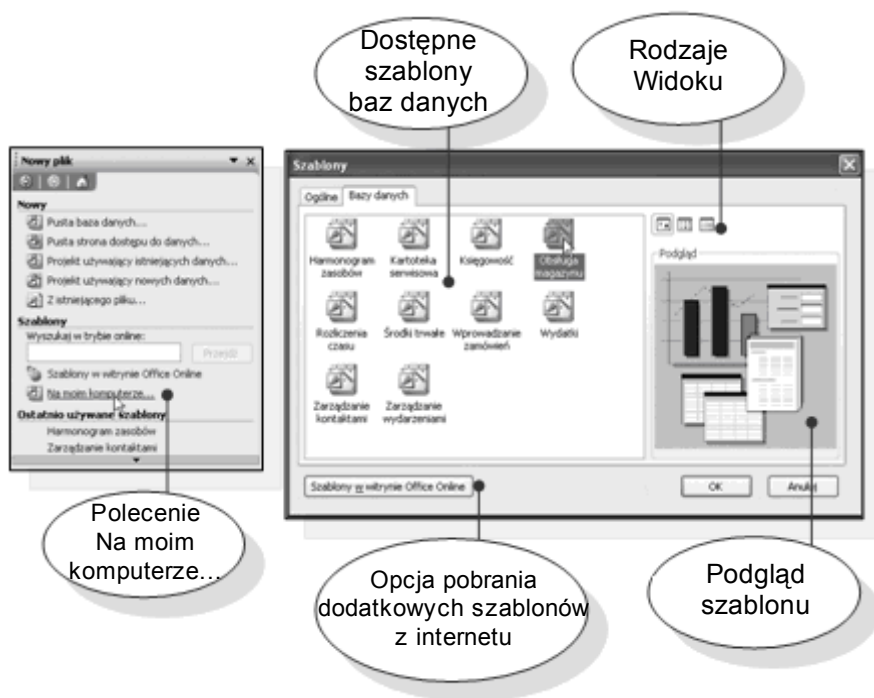 Dostępne
szablony
baz danych
Rodzaje
Widoku
Nowy plik
Nowy
Pusta baza danych...
Pusta strona dostępu do danych...
Projekt używający istniejących danych...
Projekt używający nowych danych...
Z istniejącego pliku...
Szablony
Wyszukaj w trybie online:
Przejdź
Szablony w witrynie Office Online
Na moim komputerze...
Ostatnio używane szablony
Harmonogram zasobów
Zarządzanie kontaktami
Szablony
Ogólne Bazy danych
Harmonogram zasobów
Kartoteka serwisowa
Księgowość
Obsługa magazynu
Rozliczenia czasu
Środki trwałe
Wprowadzanie zamówień
Wydatki
Zarządzanie kontaktami
Zarządzanie wydarzeniami
Podgląd
Szablony w witrynie Office Online
OK
Anuluj
Polecenie
Na moim
komputerze...
Opcja pobrania
dodatkowych szablonów
z internetu
Podgląd
szablonu